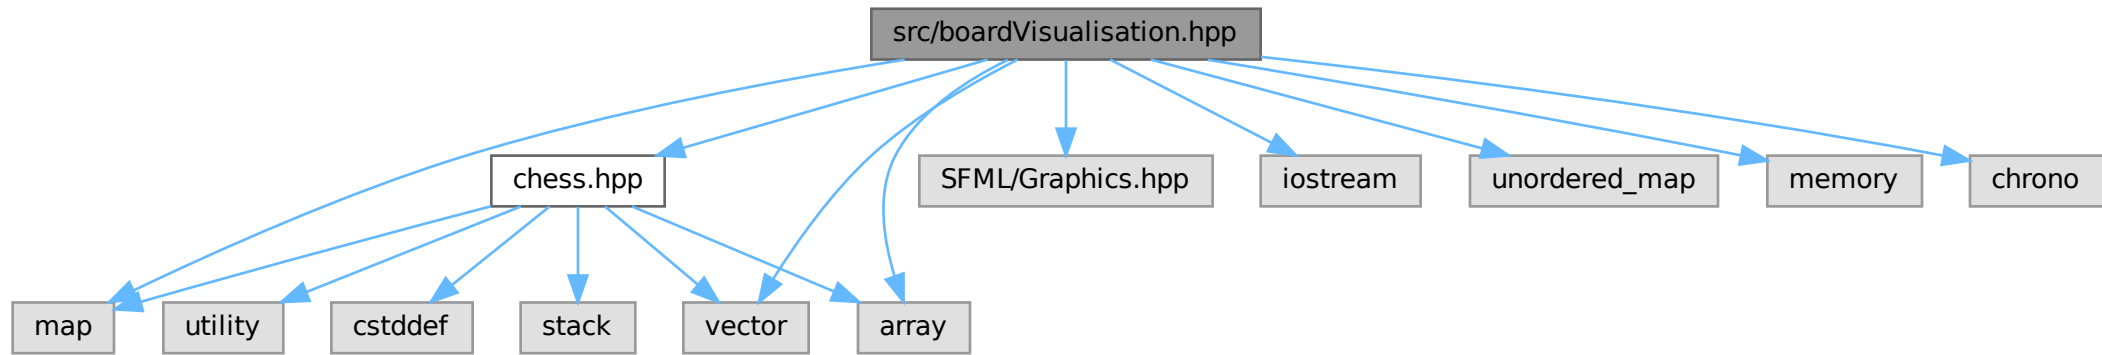 src/boardVisualisation.hpp
chess.hpp
SFML/Graphics.hpp
iostream
unordered_map
memory
chrono
map
utility
cstddef
stack
vector
array